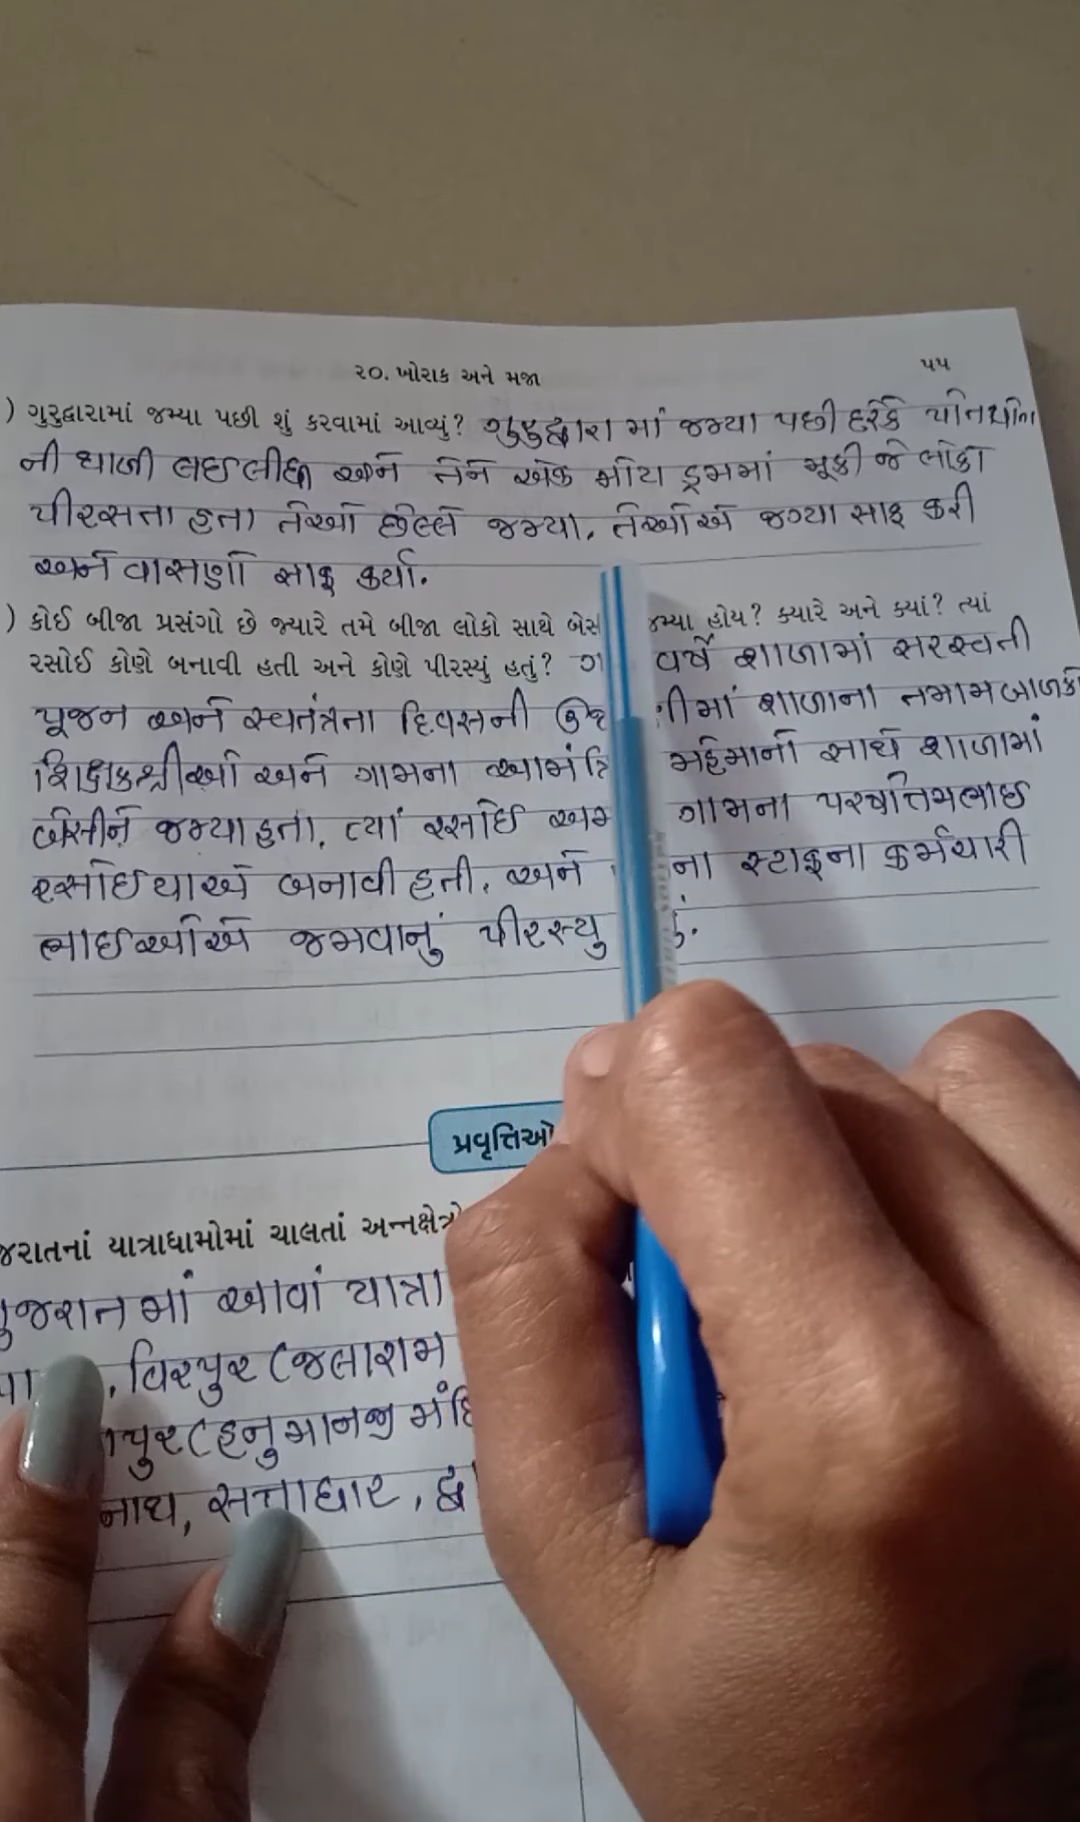 ૨૦. ખોરાક અને મજા ૫૫
) ગુરુદ્વારામાં જમ્યા પછી શું કરવામાં આવ્યું? ગુરુદ્વારા માં જમ્યા પછી દરેકે પોતપોતા
ની થાળી લઈ લીધી અને તેને એક મોટા ડ્રમમાં મૂકી જે લોકો
પીરસતા હતા તેઓ છેલ્લે જમ્યા. તેઓએ જગ્યા સાફ કરી
અને વાસણો સાફ કર્યા.
) કોઈ બીજા પ્રસંગો છે જ્યારે તમે બીજા લોકો સાથે બેસ જમ્યા હોય? ક્યારે અને ક્યાં? ત્યાં
રસોઈ કોણે બનાવી હતી અને કોણે પીરસ્યું હતું? ગ વર્ષે શાળામાં સરસ્વતી
પૂજન અને સ્વતંત્રતા દિવસની ણીમાં શાળાના તમામ બાળકો
શિક્ષકશ્રીઓ અને ગામના આમંત્રિ મહેમાનો સાથે શાળામાં
બેસીને જમ્યા હતા. ત્યાં રસોઈ અમ ગામના
રસોઈયાએ બનાવી હતી. અને ના સ્ટાફના કર્મચારી
ભાઈઓએ જમવાનું પીરસ્યુ તું.
પ્રવૃત્તિઓ
જરાતનાં યાત્રાધામોમાં ચાલતાં અન્નક્ષેત્રો
ગુજરાતમાં આવાં યાત્રા
, વિરપુર (જલારામ
પુર (હનુમાનજી મંદિ
નાથ, સત્તાધાર,